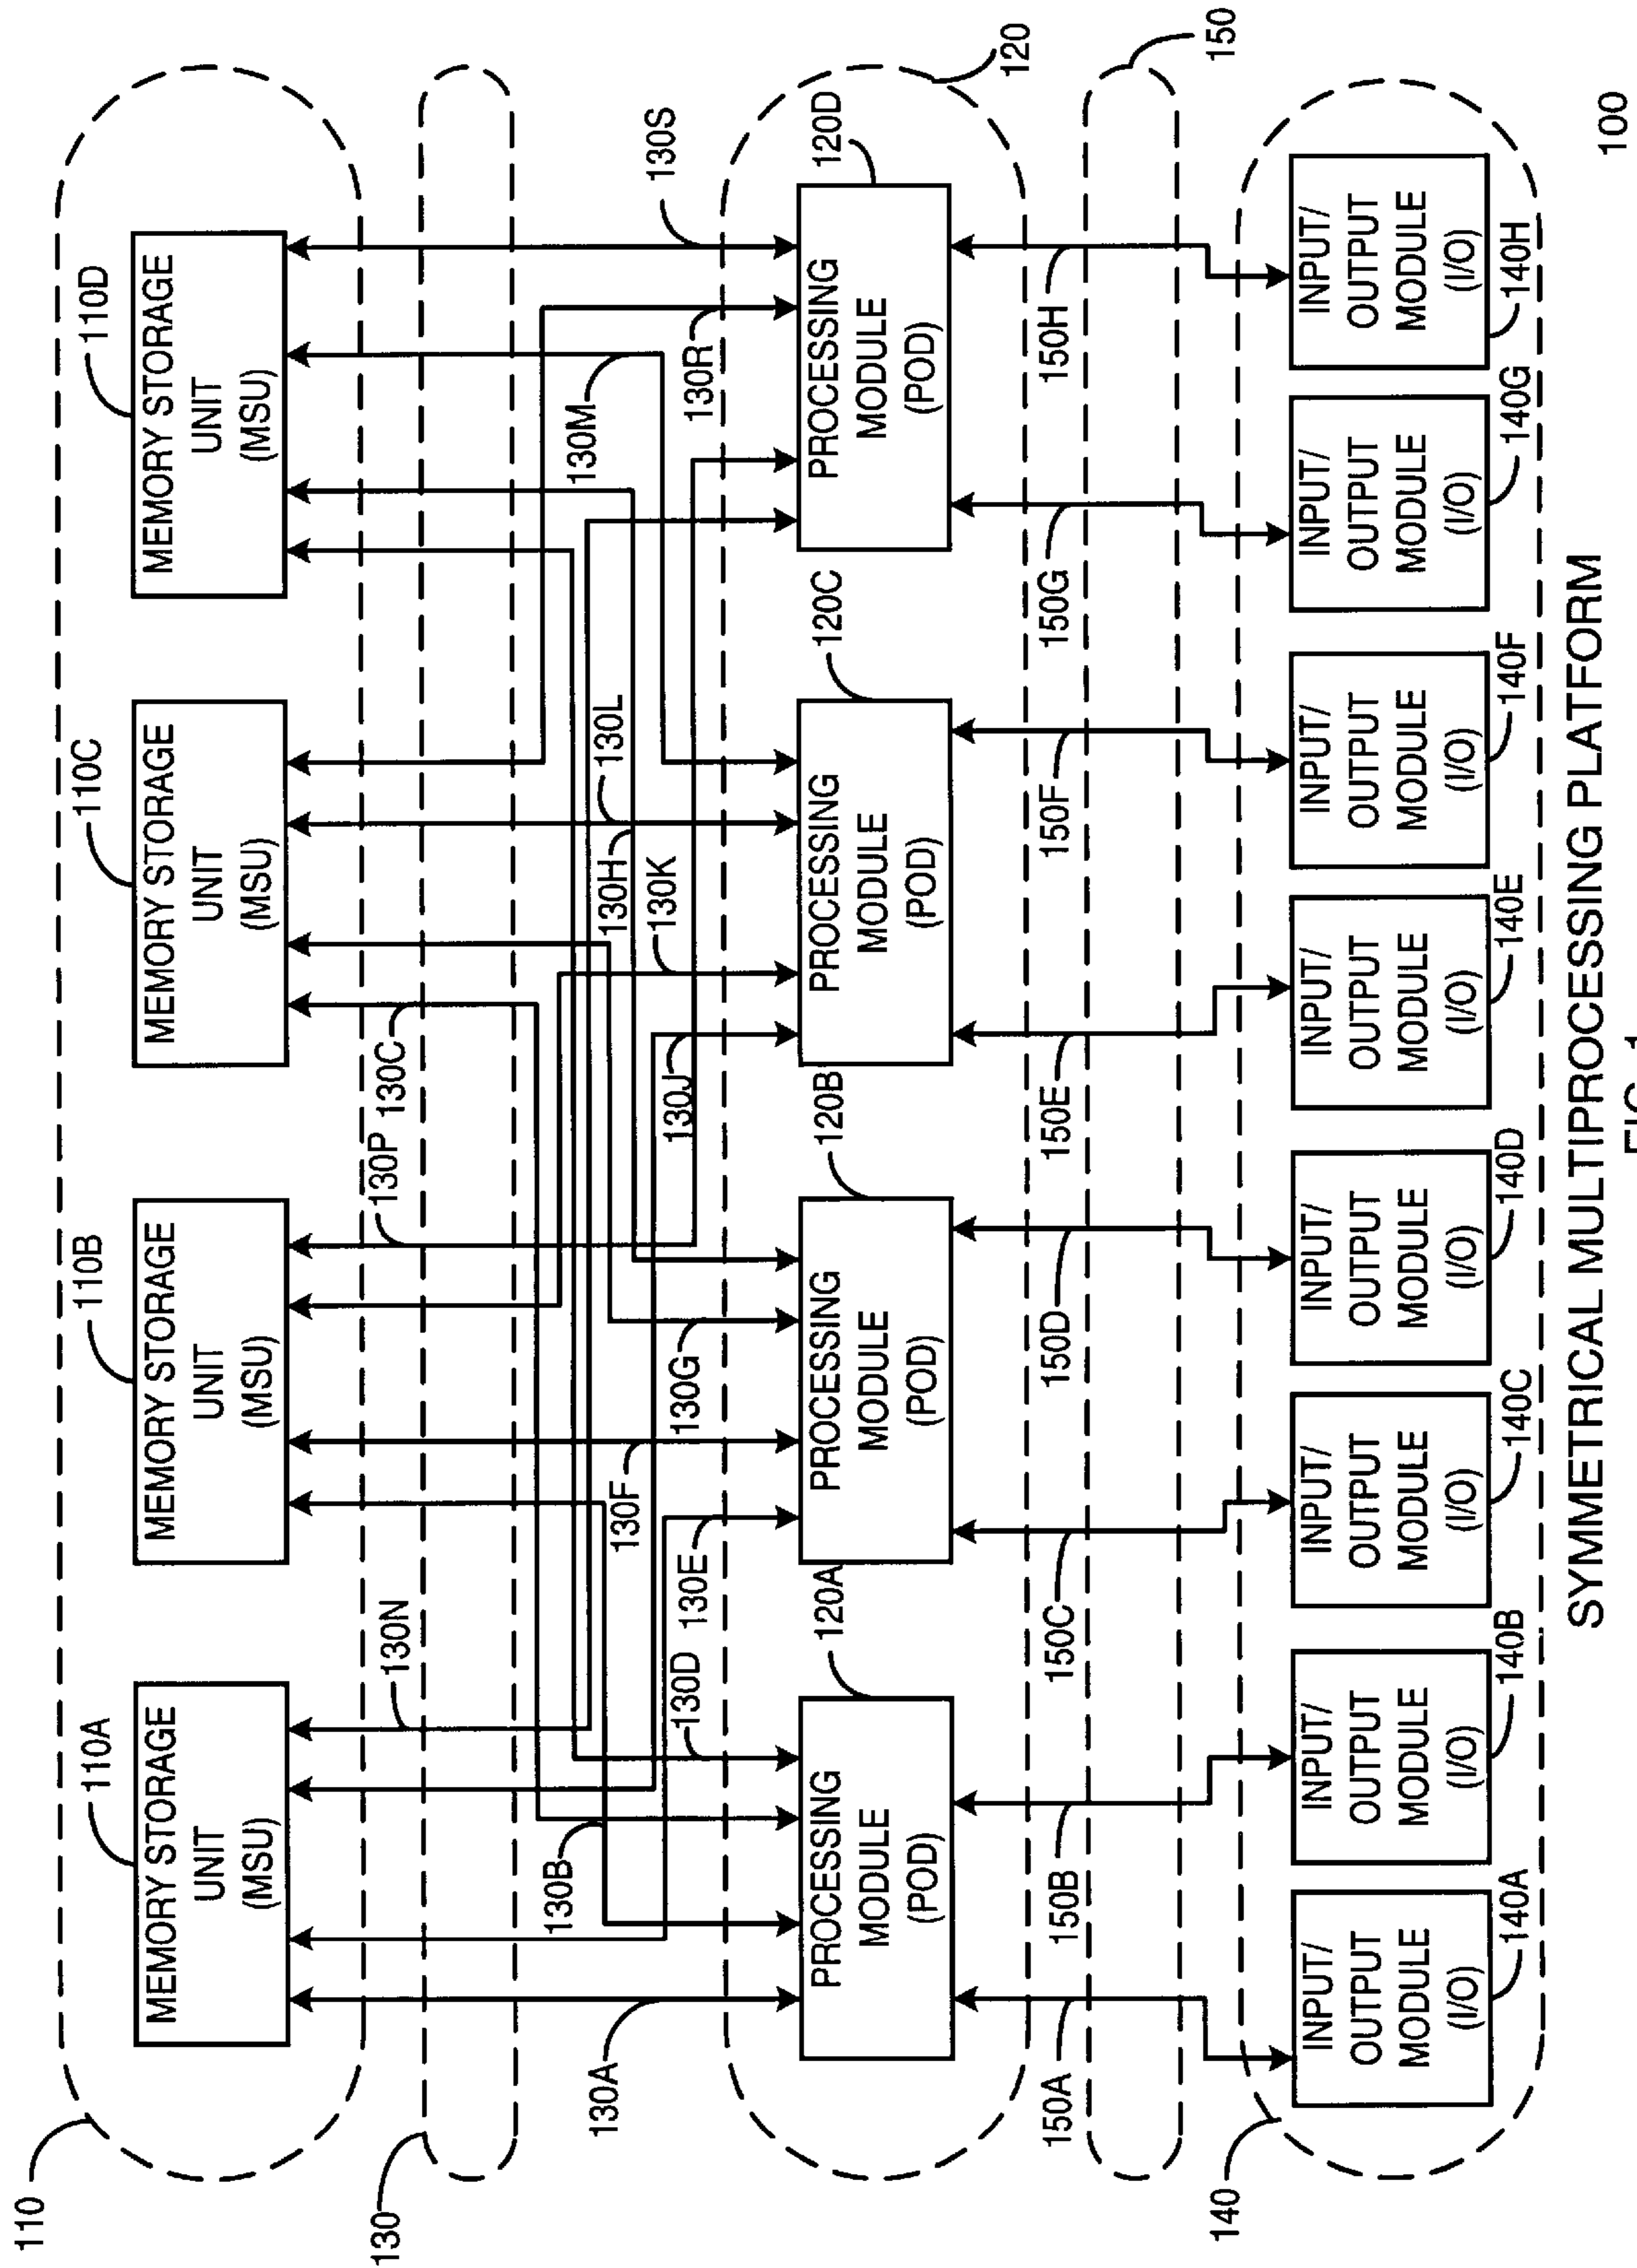 110
110A
MEMORY STORAGE
UNIT
(MSU)
110B
MEMORY STORAGE
UNIT
(MSU)
110C
MEMORY STORAGE
UNIT
(MSU)
110D
MEMORY STORAGE
UNIT
(MSU)
130
130N
130P
130C
130A
130B
130D
130E
130F
130G
130J
130K
130H
130L
130M
130R
130S
120
120A
PROCESSING
MODULE
(POD)
120B
PROCESSING
MODULE
(POD)
120C
PROCESSING
MODULE
(POD)
120D
PROCESSING
MODULE
(POD)
150A
150B
150C
150D
150E
150F
150G
150H
150
140
INPUT/
OUTPUT
MODULE
(I/O)
140A
INPUT/
OUTPUT
MODULE
(I/O)
140B
INPUT/
OUTPUT
MODULE
(I/O)
140C
INPUT/
OUTPUT
MODULE
(I/O)
140D
INPUT/
OUTPUT
MODULE
(I/O)
140E
INPUT/
OUTPUT
MODULE
(I/O)
140F
INPUT/
OUTPUT
MODULE
(I/O)
140G
INPUT/
OUTPUT
MODULE
(I/O)
140H
SYMMETRICAL MULTIPROCESSING PLATFORM
100
FIG. 1